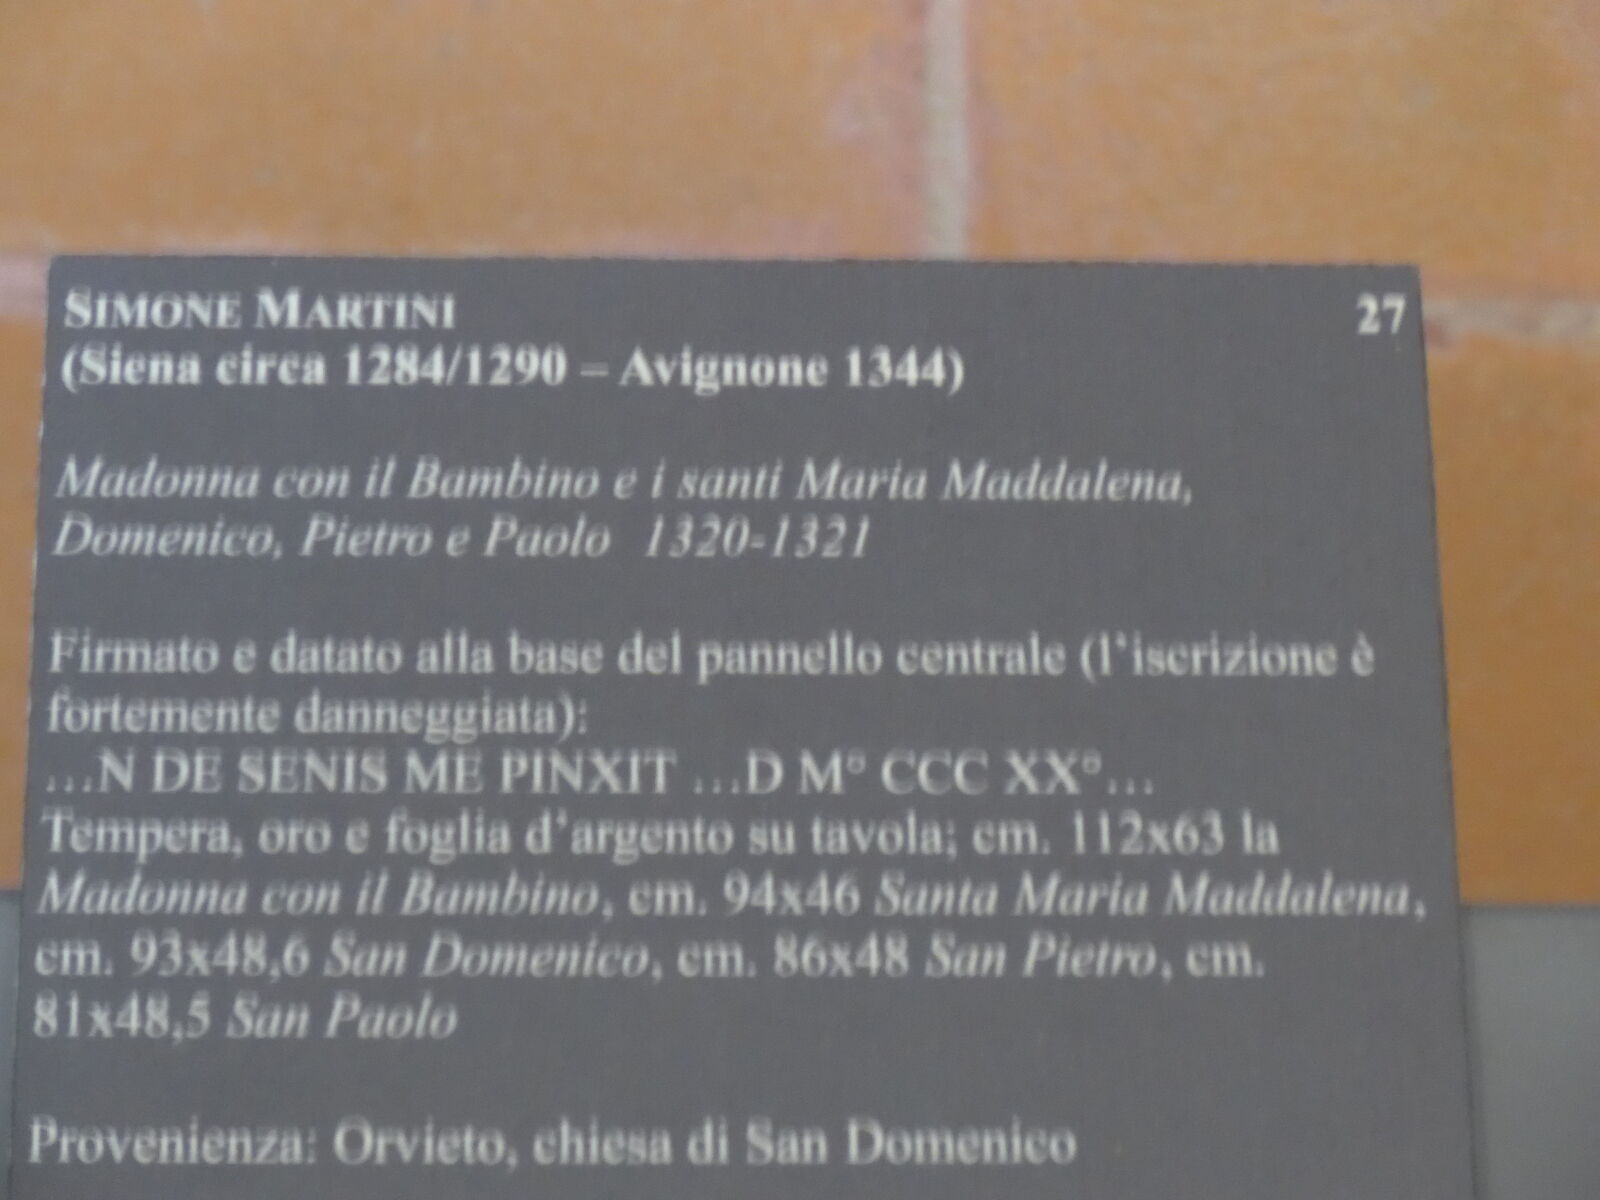 SIMONE MARTINI 27
(Siena circa 1284/1290 – Avignone 1344)
Madonna con il Bambino e i santi Maria Maddalena,
Domenico, Pietro e Paolo 1320-1321
Firmato e datato alla base del pannello centrale (l'iscrizione è
fortemente danneggiata):
…N DE SENIS ME PINXIT …D M° CCC XX°…
Tempera, oro e foglia d'argento su tavola; cm. 112x63 la
Madonna con il Bambino, cm. 94x46 Santa Maria Maddalena,
cm. 93x48,6 San Domenico, cm. 86x48 San Pietro, cm.
81x48,5 San Paolo
Provenienza: Orvieto, chiesa di San Domenico